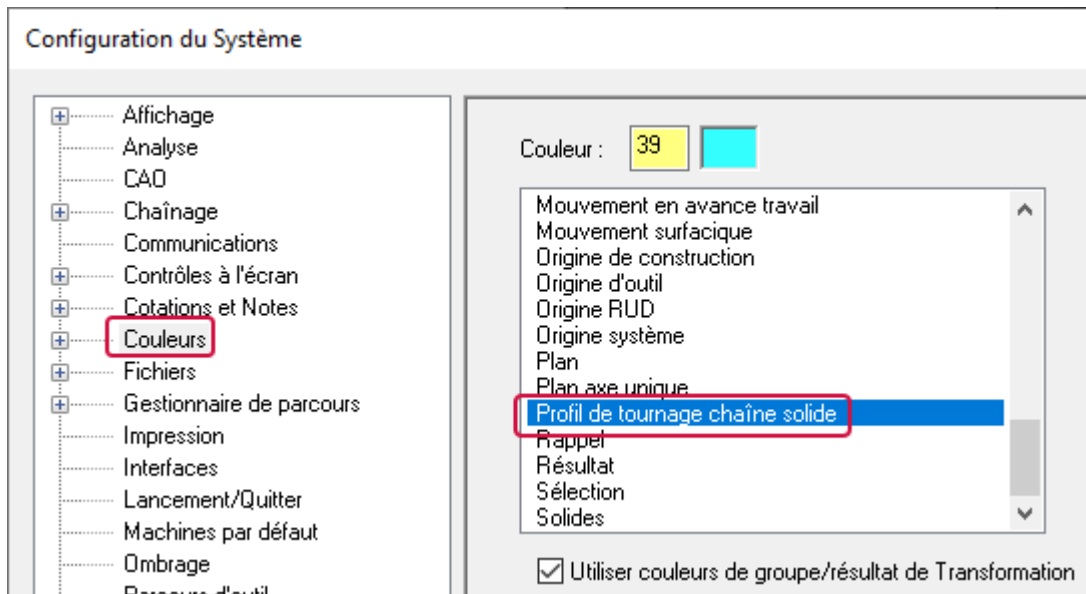 Configuration du Système
Affichage
Analyse
CAO
Chaînage
Communications
Contrôles à l'écran
Cotations et Notes
Couleurs
Fichiers
Gestionnaire de parcours
Impression
Interfaces
Lancement/Quitter
Machines par défaut
Ombrage
Parcours d'outil
Couleur : 39
Mouvement en avance travail
Mouvement surfacique
Origine de construction
Origine d'outil
Origine RUD
Origine système
Plan
Plan axe unique
Profil de tournage chaîne solide
Rappel
Résultat
Sélection
Solides
Utiliser couleurs de groupe/résultat de Transformation